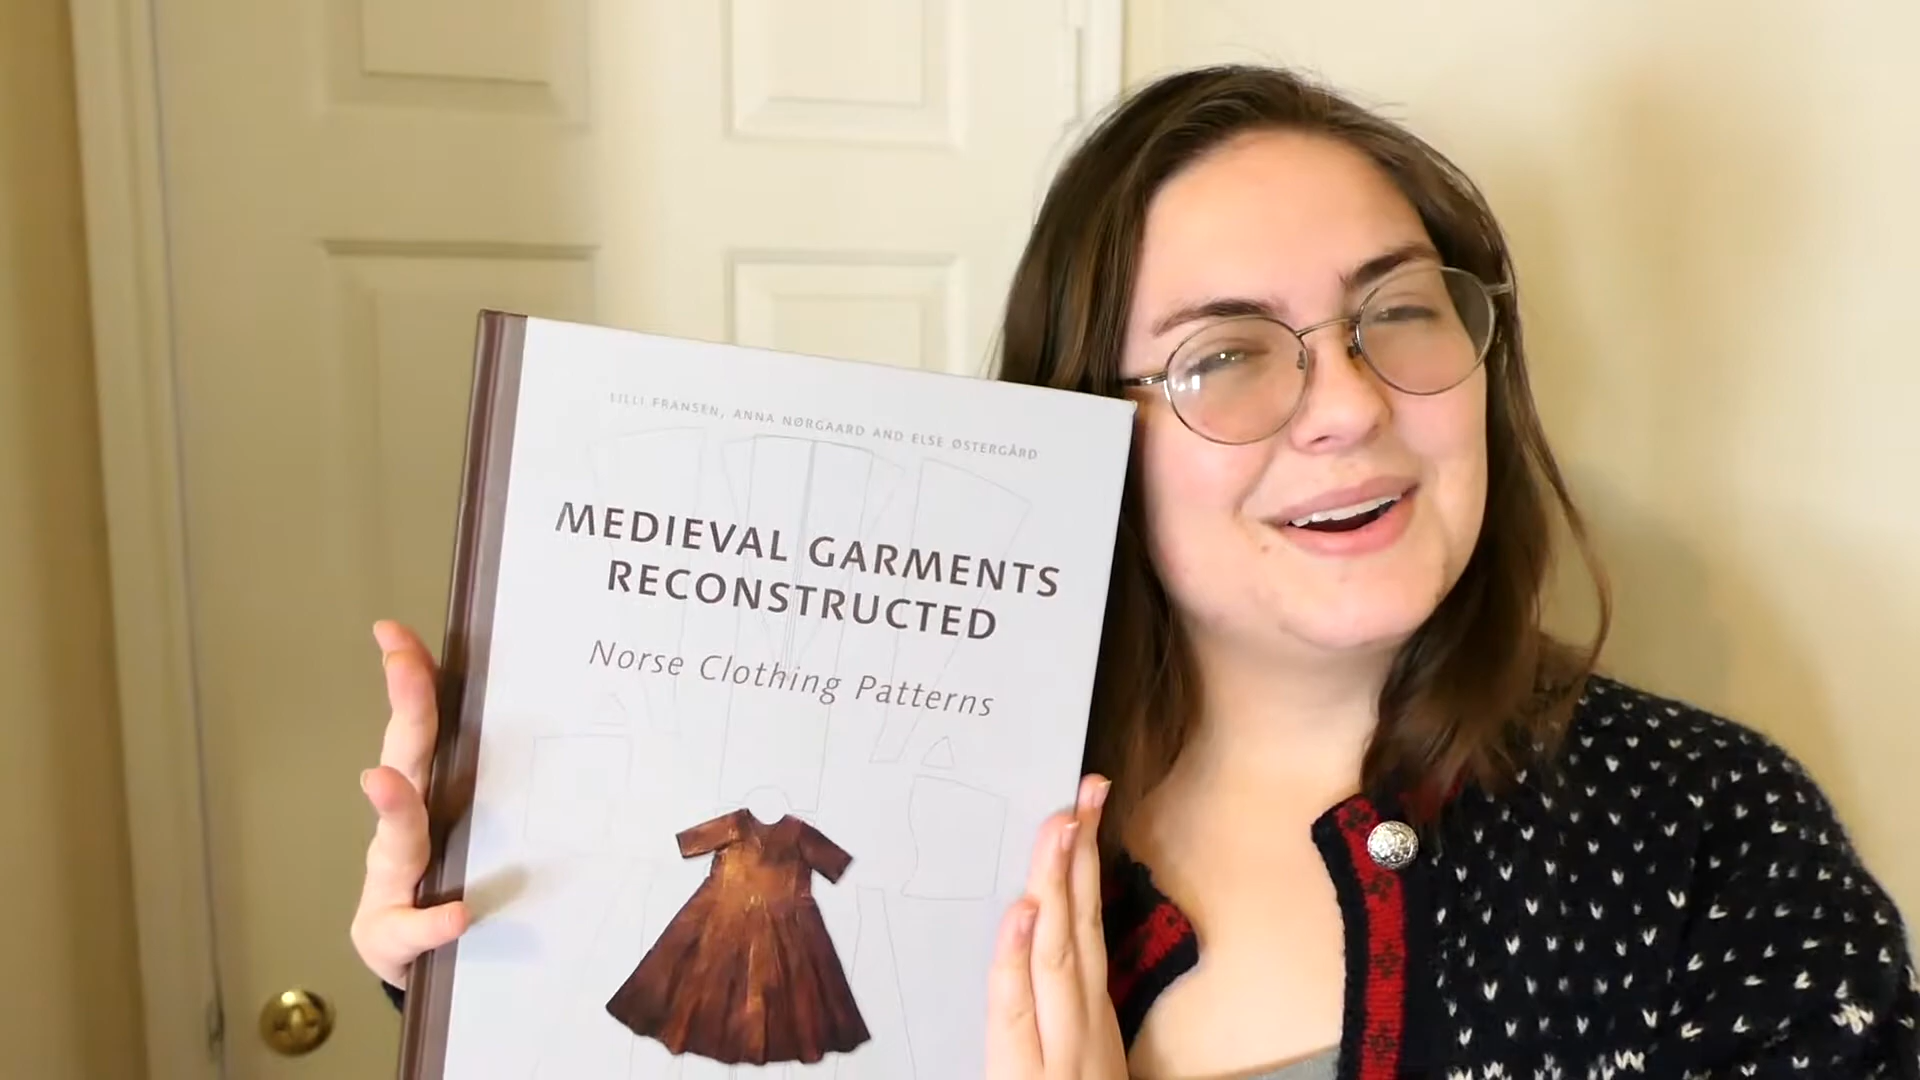 LILLI FRANSEN, ANNA NØRGAARD AND ELSE ØSTERGÅRD
MEDIEVAL GARMENTS
RECONSTRUCTED
Norse Clothing Patterns